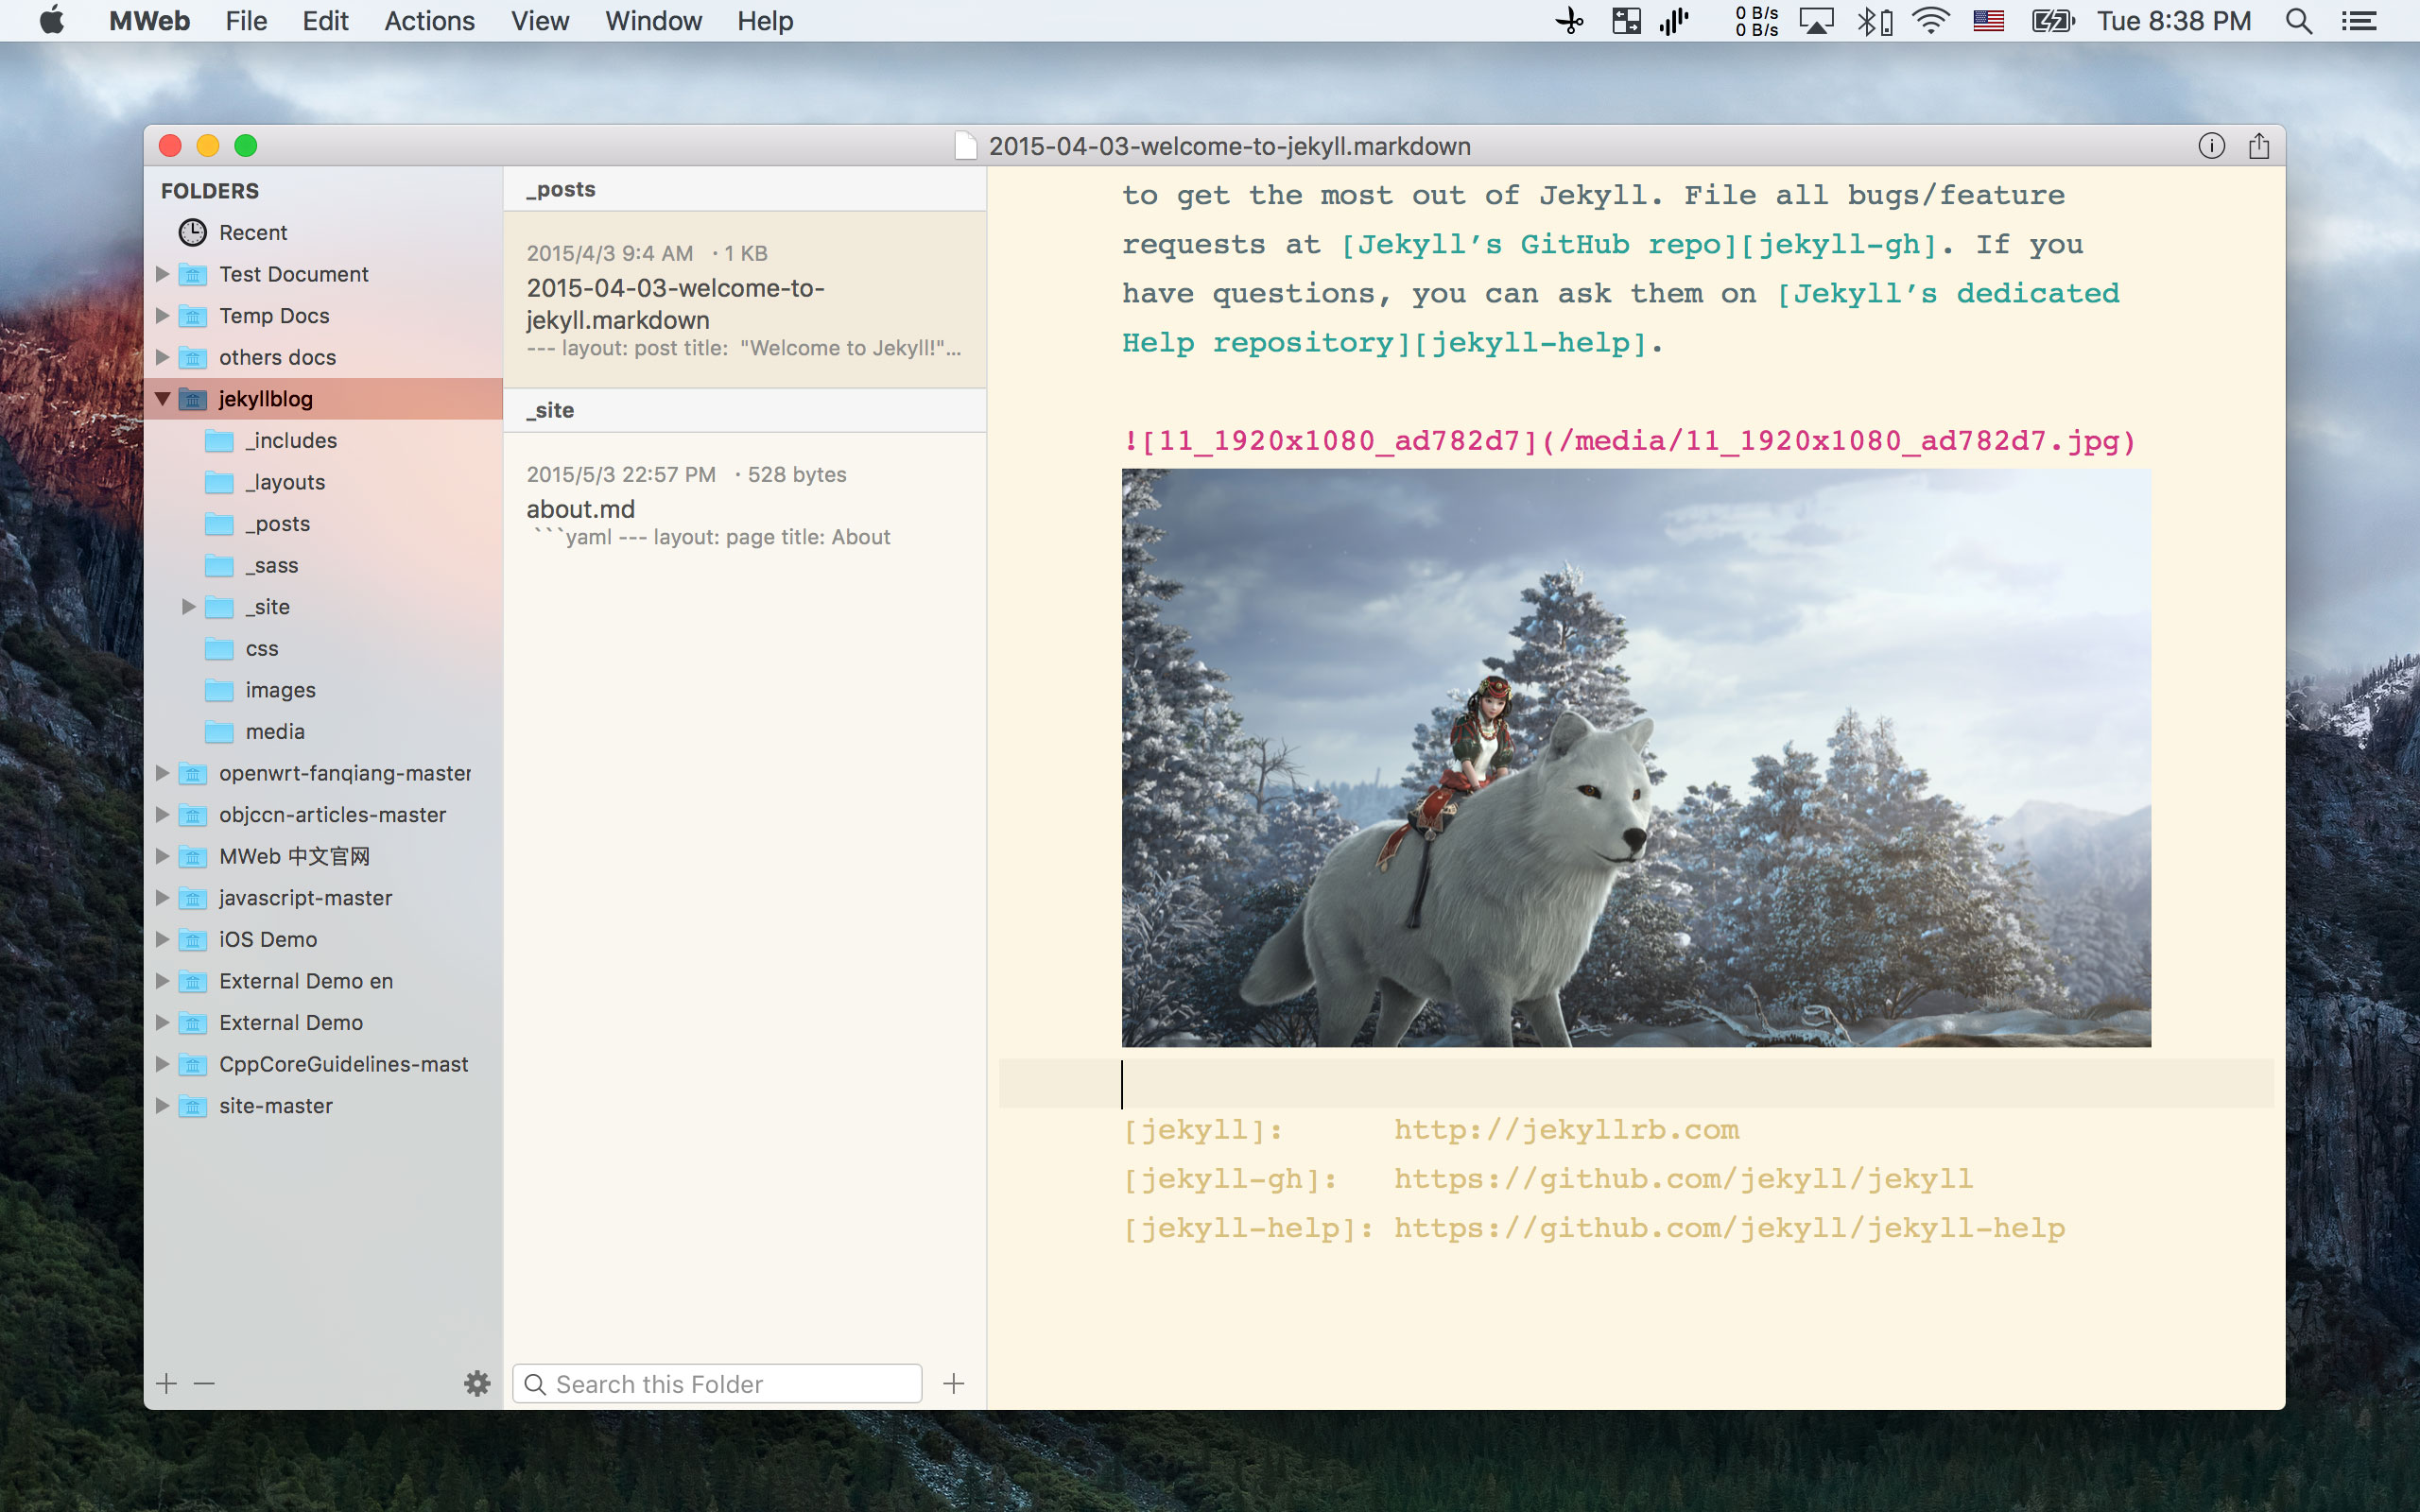 MWeb File Edit Actions View Window Help
0 B/s
0 B/s
Tue 8:38 PM
2015-04-03-welcome-to-jekyll.markdown
FOLDERS
Recent
Test Document
Temp Docs
others docs
jekyllblog
_includes
_layouts
_posts
_sass
_site
css
images
media
openwrt-fanqiang-master
objccn-articles-master
MWeb 中文官网
javascript-master
iOS Demo
External Demo en
External Demo
CppCoreGuidelines-mast
site-master
_posts
2015/4/3 9:4 AM · 1 KB
2015-04-03-welcome-to-
jekyll.markdown
--- layout: post title:  "Welcome to Jekyll!"...
_site
2015/5/3 22:57 PM · 528 bytes
about.md
```yaml --- layout: page title: About
Search this Folder
to get the most out of Jekyll. File all bugs/feature
requests at [Jekyll’s GitHub repo][jekyll-gh]. If you
have questions, you can ask them on [Jekyll’s dedicated
Help repository][jekyll-help].
![11_1920x1080_ad782d7](/media/11_1920x1080_ad782d7.jpg)
[jekyll]:      http://jekyllrb.com
[jekyll-gh]:   https://github.com/jekyll/jekyll
[jekyll-help]: https://github.com/jekyll/jekyll-help